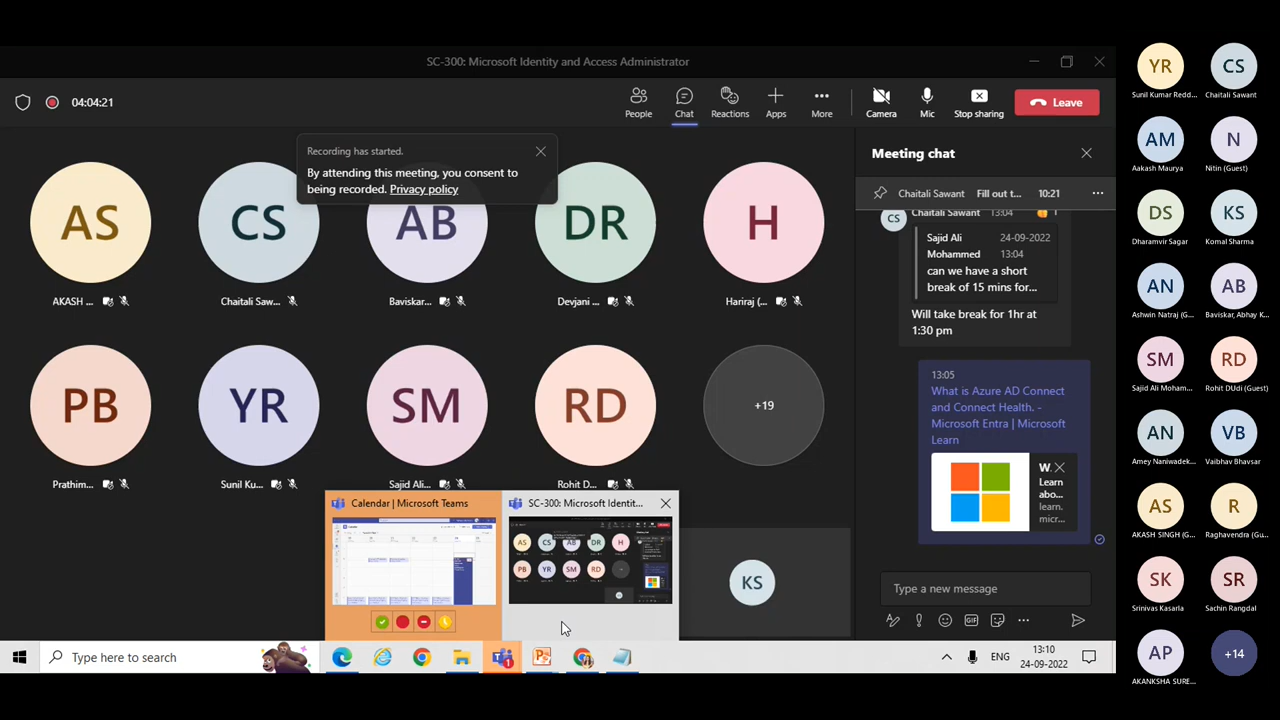 SC-300: Microsoft Identity and Access Administrator
04:04:21
People
Chat
Reactions
Apps
More
Camera
Mic
Stop sharing
Leave
Recording has started.
By attending this meeting, you consent to
being recorded. Privacy policy
AS
CS
AB
DR
H
AKASH ...
Chaitali Saw...
Baviskar...
Devjani ...
Hariraj (...
PB
YR
SM
RD
+19
Prathim...
Sunil Ku...
Sajid Ali...
Rohit D...
KS
Meeting chat
Chaitali Sawant Fill out t... 10:21
CS
Chaitali Sawant 13:04 1
Sajid Ali 24-09-2022
Mohammed 13:04
can we have a short
break of 15 mins for...
Will take break for 1hr at
1:30 pm
13:05
What is Azure AD Connect
and Connect Health. -
Microsoft Entra | Microsoft
Learn
W
Learn
abo...
learn.
micr...
Type a new message
GIF
Calendar | Microsoft Teams
SC-300: Microsoft Identit...
Type here to search
ENG
13:10
24-09-2022
YR
CS
Sunil Kumar Redd...
Chaitali Sawant
AM
N
Aakash Maurya
Nitin (Guest)
DS
KS
Dharamvir Sagar
Komal Sharma
AN
AB
Ashwin Natraj (G...
Baviskar, Abhay K...
SM
RD
Sajid Ali Moham...
Rohit DUdi (Guest)
AN
VB
Amey Naniwadek...
Vaibhav Bhavsar
AS
R
AKASH SINGH (G...
Raghavendra (Gu...
SK
SR
Srinivas Kasarla
Sachin Rangdal
AP
+14
AKANKSHA SURE...